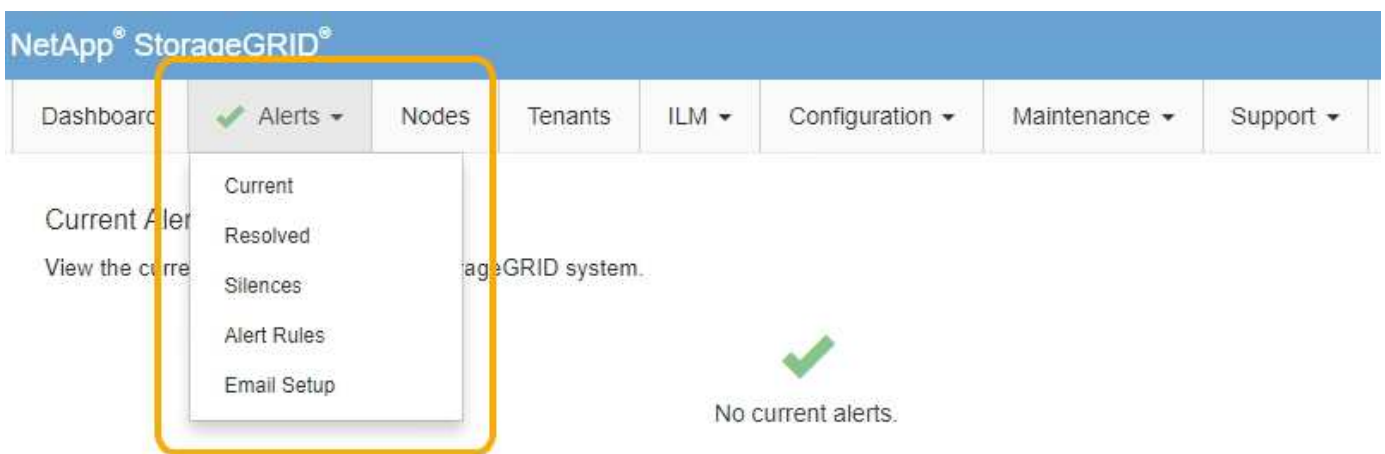 NetApp® StorageGRID®
Dashboard Alerts Nodes Tenants ILM Configuration Maintenance Support
Current
Resolved
Silences
Alert Rules
Email Setup
Current Aler
View the curre ageGRID system.
No current alerts.